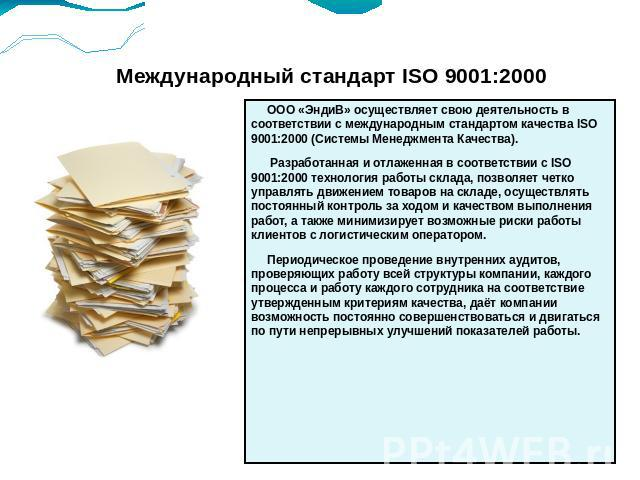 Международный стандарт ISO 9001:2000
ООО «ЭндиВ» осуществляет свою деятельность в
соответствии с международным стандартом качества ISO
9001:2000 (Системы Менеджмента Качества).
Разработанная и отлаженная в соответствии с ISO
9001:2000 технология работы склада, позволяет четко
управлять движением товаров на складе, осуществлять
постоянный контроль за ходом и качеством выполнения
работ, а также минимизирует возможные риски работы
клиентов с логистическим оператором.
Периодическое проведение внутренних аудитов,
проверяющих работу всей структуры компании, каждого
процесса и работу каждого сотрудника на соответствие
утвержденным критериям качества, даёт компании
возможность постоянно совершенствоваться и двигаться
по пути непрерывных улучшений показателей работы.
PPt4WEB.ru